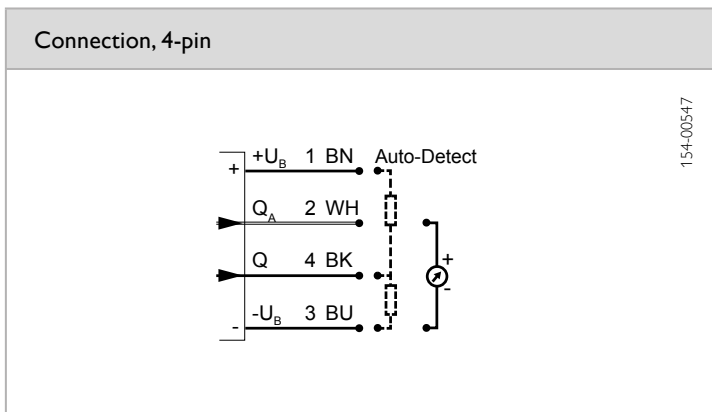 Connection, 4-pin
154-00547
+U_B 1 BN Auto-Detect
+
Q_A 2 WH
Q 4 BK
+
-
-U_B 3 BU
-